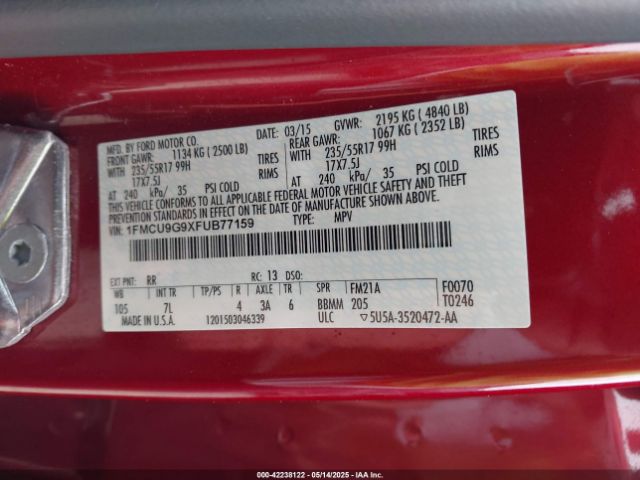 MFD. BY FORD MOTOR CO.
DATE: 03/15 GVWR: 2195 KG ( 4840 LB)
FRONT GAWR: 1134 KG ( 2500 LB) REAR GAWR: 1067 KG ( 2352 LB)
WITH 235/55R17 99H TIRES WITH 235/55R17 99H TIRES
17X7.5J RIMS 17X7.5J RIMS
AT 240 kPa/ 35 PSI COLD AT 240 kPa/ 35 PSI COLD
THIS VEHICLE CONFORMS TO ALL APPLICABLE FEDERAL MOTOR VEHICLE SAFETY AND THEFT
PREVENTION STANDARDS IN EFFECT ON THE DATE OF MANUFACTURE SHOWN ABOVE.
VIN: 1FMCU9G9XFUB77159 TYPE: MPV
EXT PNT: RR RC: 13 DSO: FM21A F0070
WB INT TR TP/PS R AXLE TR SPR T0246
105 7L 4 3A 6 BBMM 205
MADE IN U.S.A. 1201503046339 ULC ▽5U5A-3520472-AA
000-42238122 — 05/14/2025 — IAA Inc.